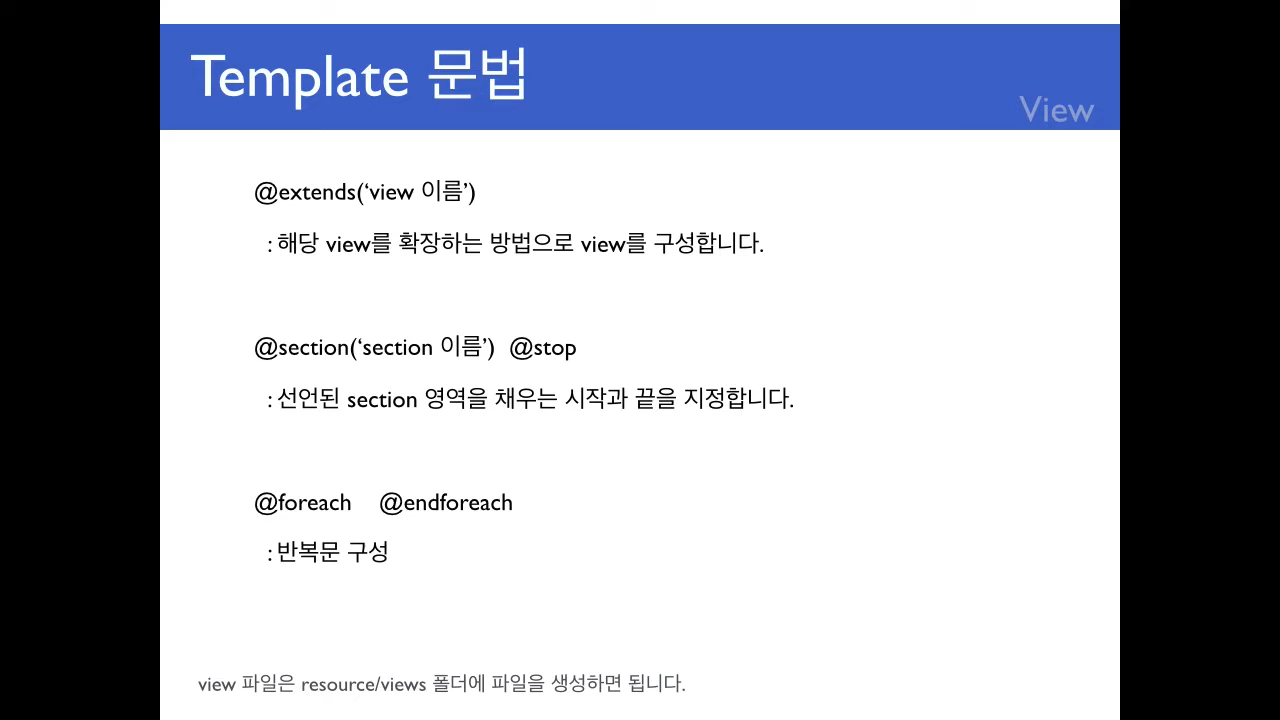 Template 문법
View
@extends(‘view 이름’)
: 해당 view를 확장하는 방법으로 view를 구성합니다.
@section(‘section 이름’) @stop
: 선언된 section 영역을 채우는 시작과 끝을 지정합니다.
@foreach @endforeach
: 반복문 구성
view 파일은 resource/views 폴더에 파일을 생성하면 됩니다.